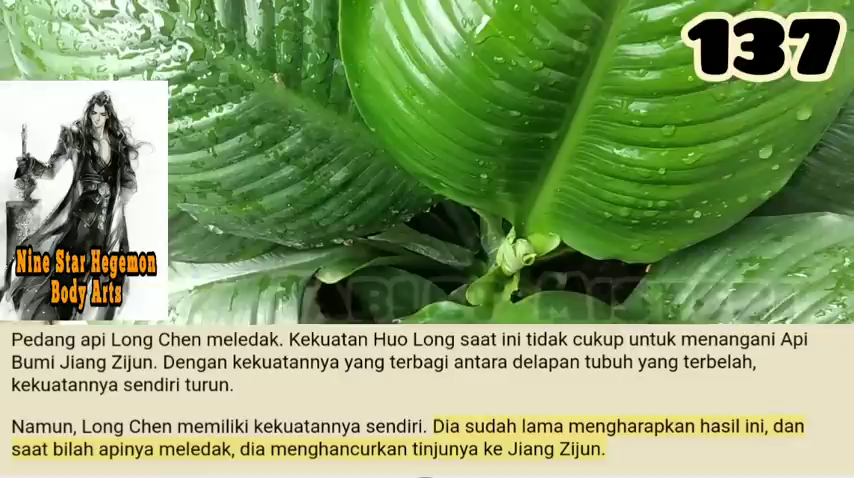 137
Nine Star Hegemon
Body Arts
Pedang api Long Chen meledak. Kekuatan Huo Long saat ini tidak cukup untuk menangani Api
Bumi Jiang Zijun. Dengan kekuatannya yang terbagi antara delapan tubuh yang terbelah,
kekuatannya sendiri turun.
Namun, Long Chen memiliki kekuatannya sendiri. Dia sudah lama mengharapkan hasil ini, dan
saat bilah apinya meledak, dia menghancurkan tinjunya ke Jiang Zijun.